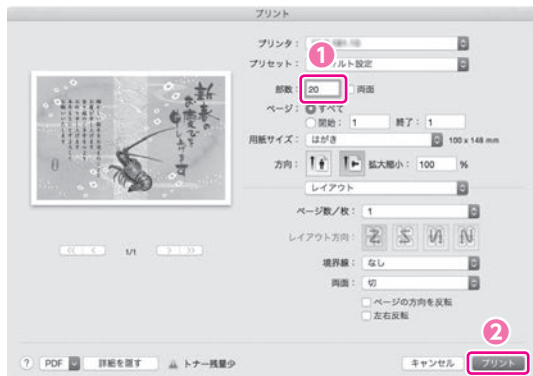 プリント
プリンタ：
プリセット： ルト設定
1
部数： 20 両面
ページ： すべて
開始： 1 終了： 1
用紙サイズ： はがき 100 x 148 mm
方向： 拡大縮小： 100 %
レイアウト
ページ数/枚： 1
レイアウト方向：
境界線： なし
両面： 切
ページの方向を反転
左右反転
新春の
お慶びを
申し上げます
1/1
2
? PDF 詳細を隠す トナー残量少 キャンセル プリント